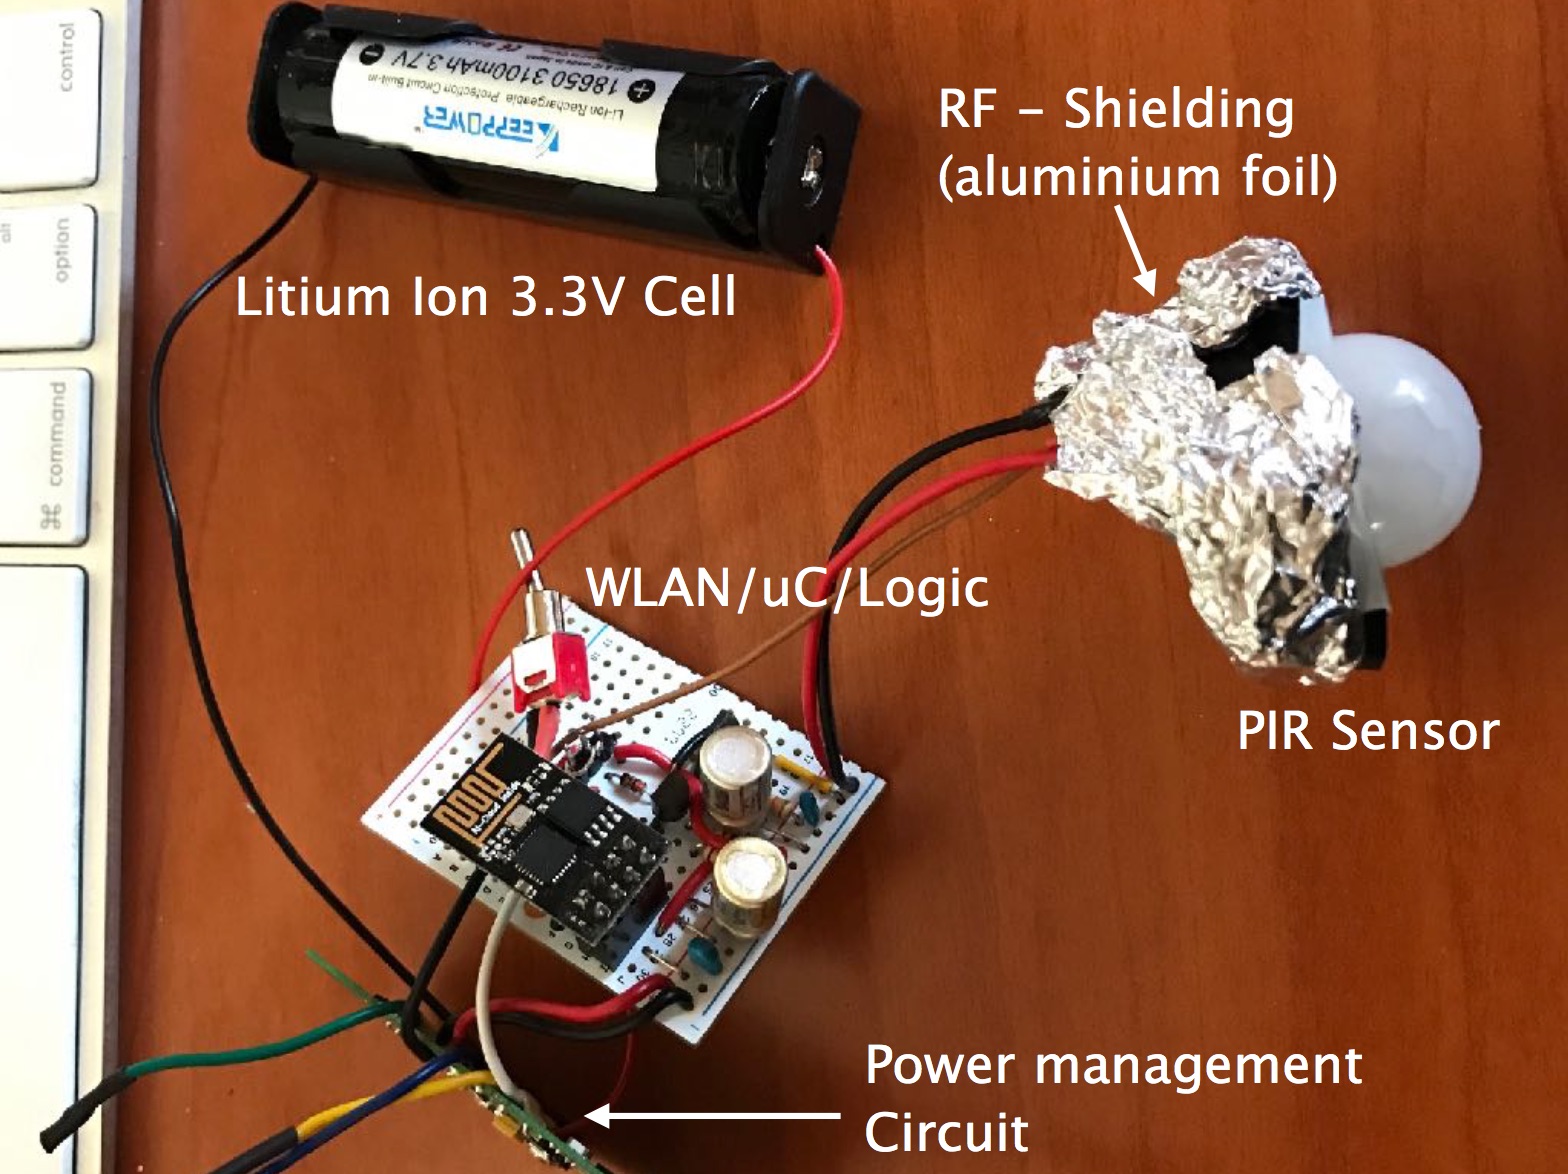 control
alt
option
⌘ command
18650 3100mAh 3.7V
Li-ion Rechargeable Protection Circuit Built-in
KEEPPOWER
RF – Shielding
(aluminium foil)
Litium Ion 3.3V Cell
WLAN/uC/Logic
PIR Sensor
Power management
Circuit